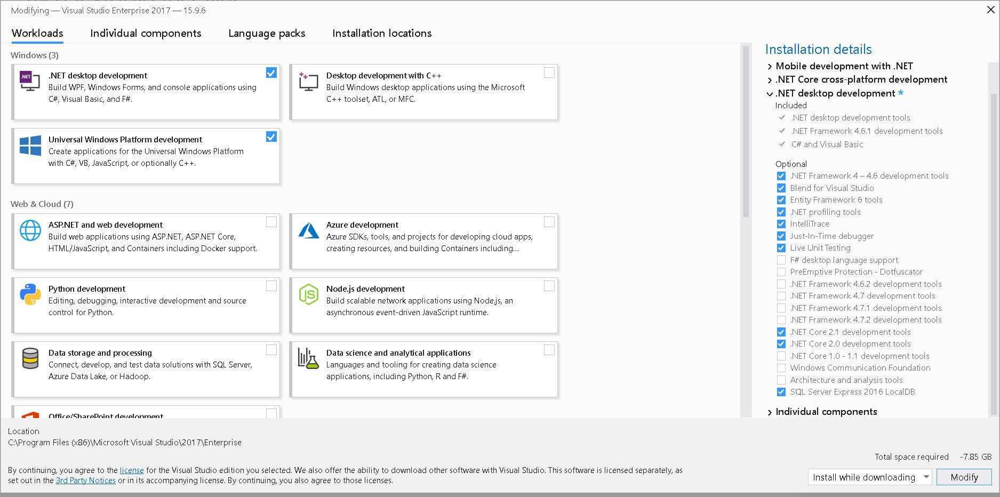 Modifying — Visual Studio Enterprise 2017 — 15.9.6
Workloads
Individual components
Language packs
Installation locations
Windows (3)
.NET
.NET desktop development
Build WPF, Windows Forms, and console applications using
C#, Visual Basic, and F#.
Desktop development with C++
Build Windows desktop applications using the Microsoft
C++ toolset, ATL, or MFC.
Universal Windows Platform development
Create applications for the Universal Windows Platform
with C#, VB, JavaScript, or optionally C++.
Web & Cloud (7)
ASP.NET and web development
Build web applications using ASP.NET, ASP.NET Core,
HTML/JavaScript, and Containers including Docker support.
Azure development
Azure SDKs, tools, and projects for developing cloud apps,
creating resources, and building Containers including...
Python development
Editing, debugging, interactive development and source
control for Python.
JS
Node.js development
Build scalable network applications using Node.js, an
asynchronous event-driven JavaScript runtime.
Data storage and processing
Connect, develop, and test data solutions with SQL Server,
Azure Data Lake, or Hadoop.
Data science and analytical applications
Languages and tooling for creating data science
applications, including Python, R and F#.
Office/SharePoint development
Installation details
Mobile development with .NET
.NET Core cross-platform development
.NET desktop development *
Included
.NET desktop development tools
.NET Framework 4.6.1 development tools
C# and Visual Basic
Optional
.NET Framework 4 – 4.6 development tools
Blend for Visual Studio
Entity Framework 6 tools
.NET profiling tools
IntelliTrace
Just-In-Time debugger
Live Unit Testing
F# desktop language support
PreEmptive Protection - Dotfuscator
.NET Framework 4.6.2 development tools
.NET Framework 4.7 development tools
.NET Framework 4.7.1 development tools
.NET Framework 4.7.2 development tools
.NET Core 2.1 development tools
.NET Core 2.0 development tools
.NET Core 1.0 - 1.1 development tools
Windows Communication Foundation
Architecture and analysis tools
SQL Server Express 2016 LocalDB
Individual components
Location
C:\Program Files (x86)\Microsoft Visual Studio\2017\Enterprise
Total space required -7.85 GB
By continuing, you agree to the license for the Visual Studio edition you selected. We also offer the ability to download other software with Visual Studio. This software is licensed separately, as
set out in the 3rd Party Notices or in its accompanying license. By continuing, you also agree to those licenses.
Install while downloading
Modify